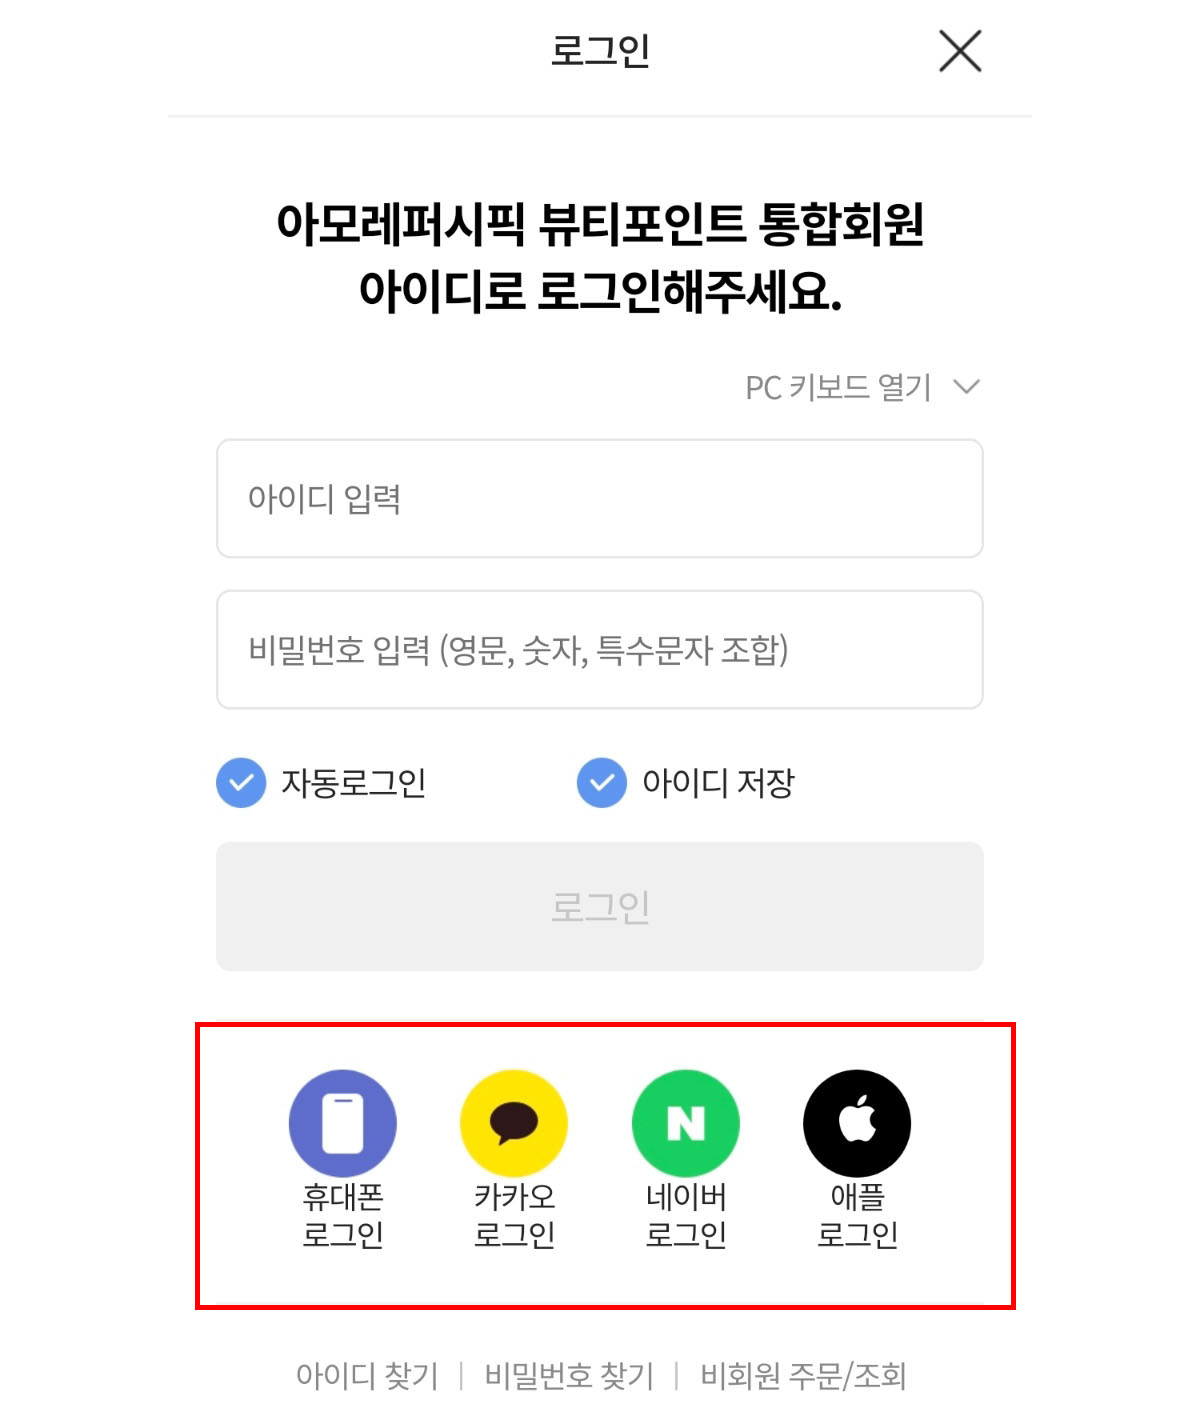 로그인
아모레퍼시픽 뷰티포인트 통합회원
아이디로 로그인해주세요.
PC 키보드 열기
아이디 입력
비밀번호 입력 (영문, 숫자, 특수문자 조합)
자동로그인 아이디 저장
로그인
N
휴대폰 카카오 네이버 애플
로그인 로그인 로그인 로그인
아이디 찾기 | 비밀번호 찾기 | 비회원 주문/조회